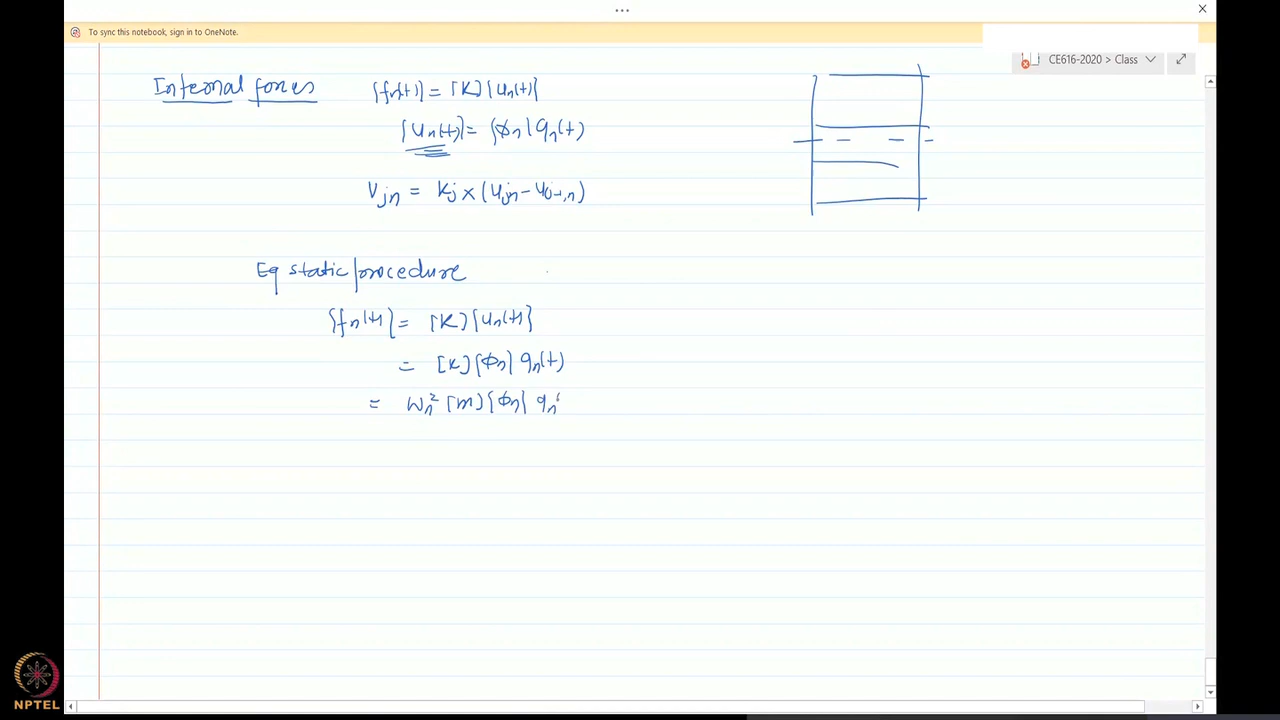 To sync this notebook, sign in to OneNote.
CE616-2020 > Class
Internal forces {fn(t)} = [K]{un(t)}
{un(t)} = {φn} qn(t)
Vjn = Kj × (ujn − uj-1,n)
Eq static procedure
{fn(t)} = [K]{un(t)}
= [K]{φn} qn(t)
= ωn² [m]{φn} qn
NPTEL